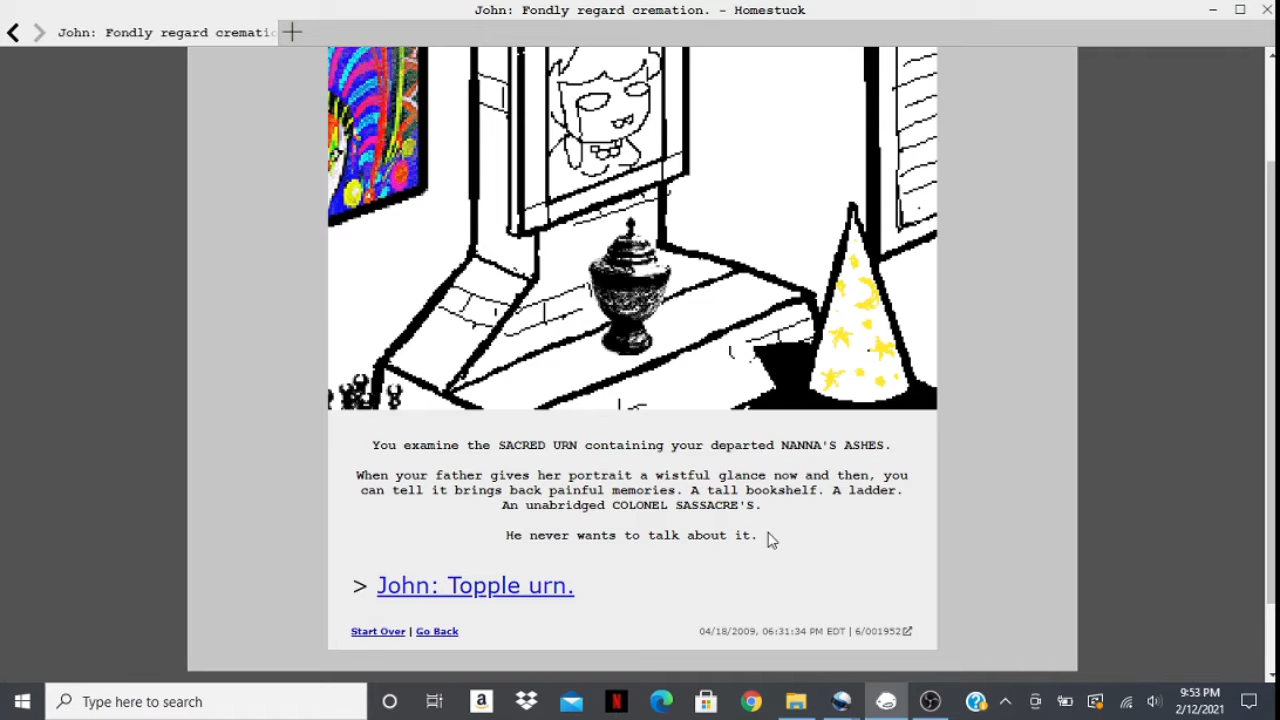 John: Fondly regard cremation. - Homestuck
John: Fondly regard crematic
You examine the SACRED URN containing your departed NANNA'S ASHES.
When your father gives her portrait a wistful glance now and then, you
can tell it brings back painful memories. A tall bookshelf. A ladder.
An unabridged COLONEL SASSACRE'S.
He never wants to talk about it.
> John: Topple urn.
Start Over | Go Back
04/18/2009, 06:31:34 PM EDT | 6/001952
Type here to search
a
N
?
9:53 PM
2/12/2021